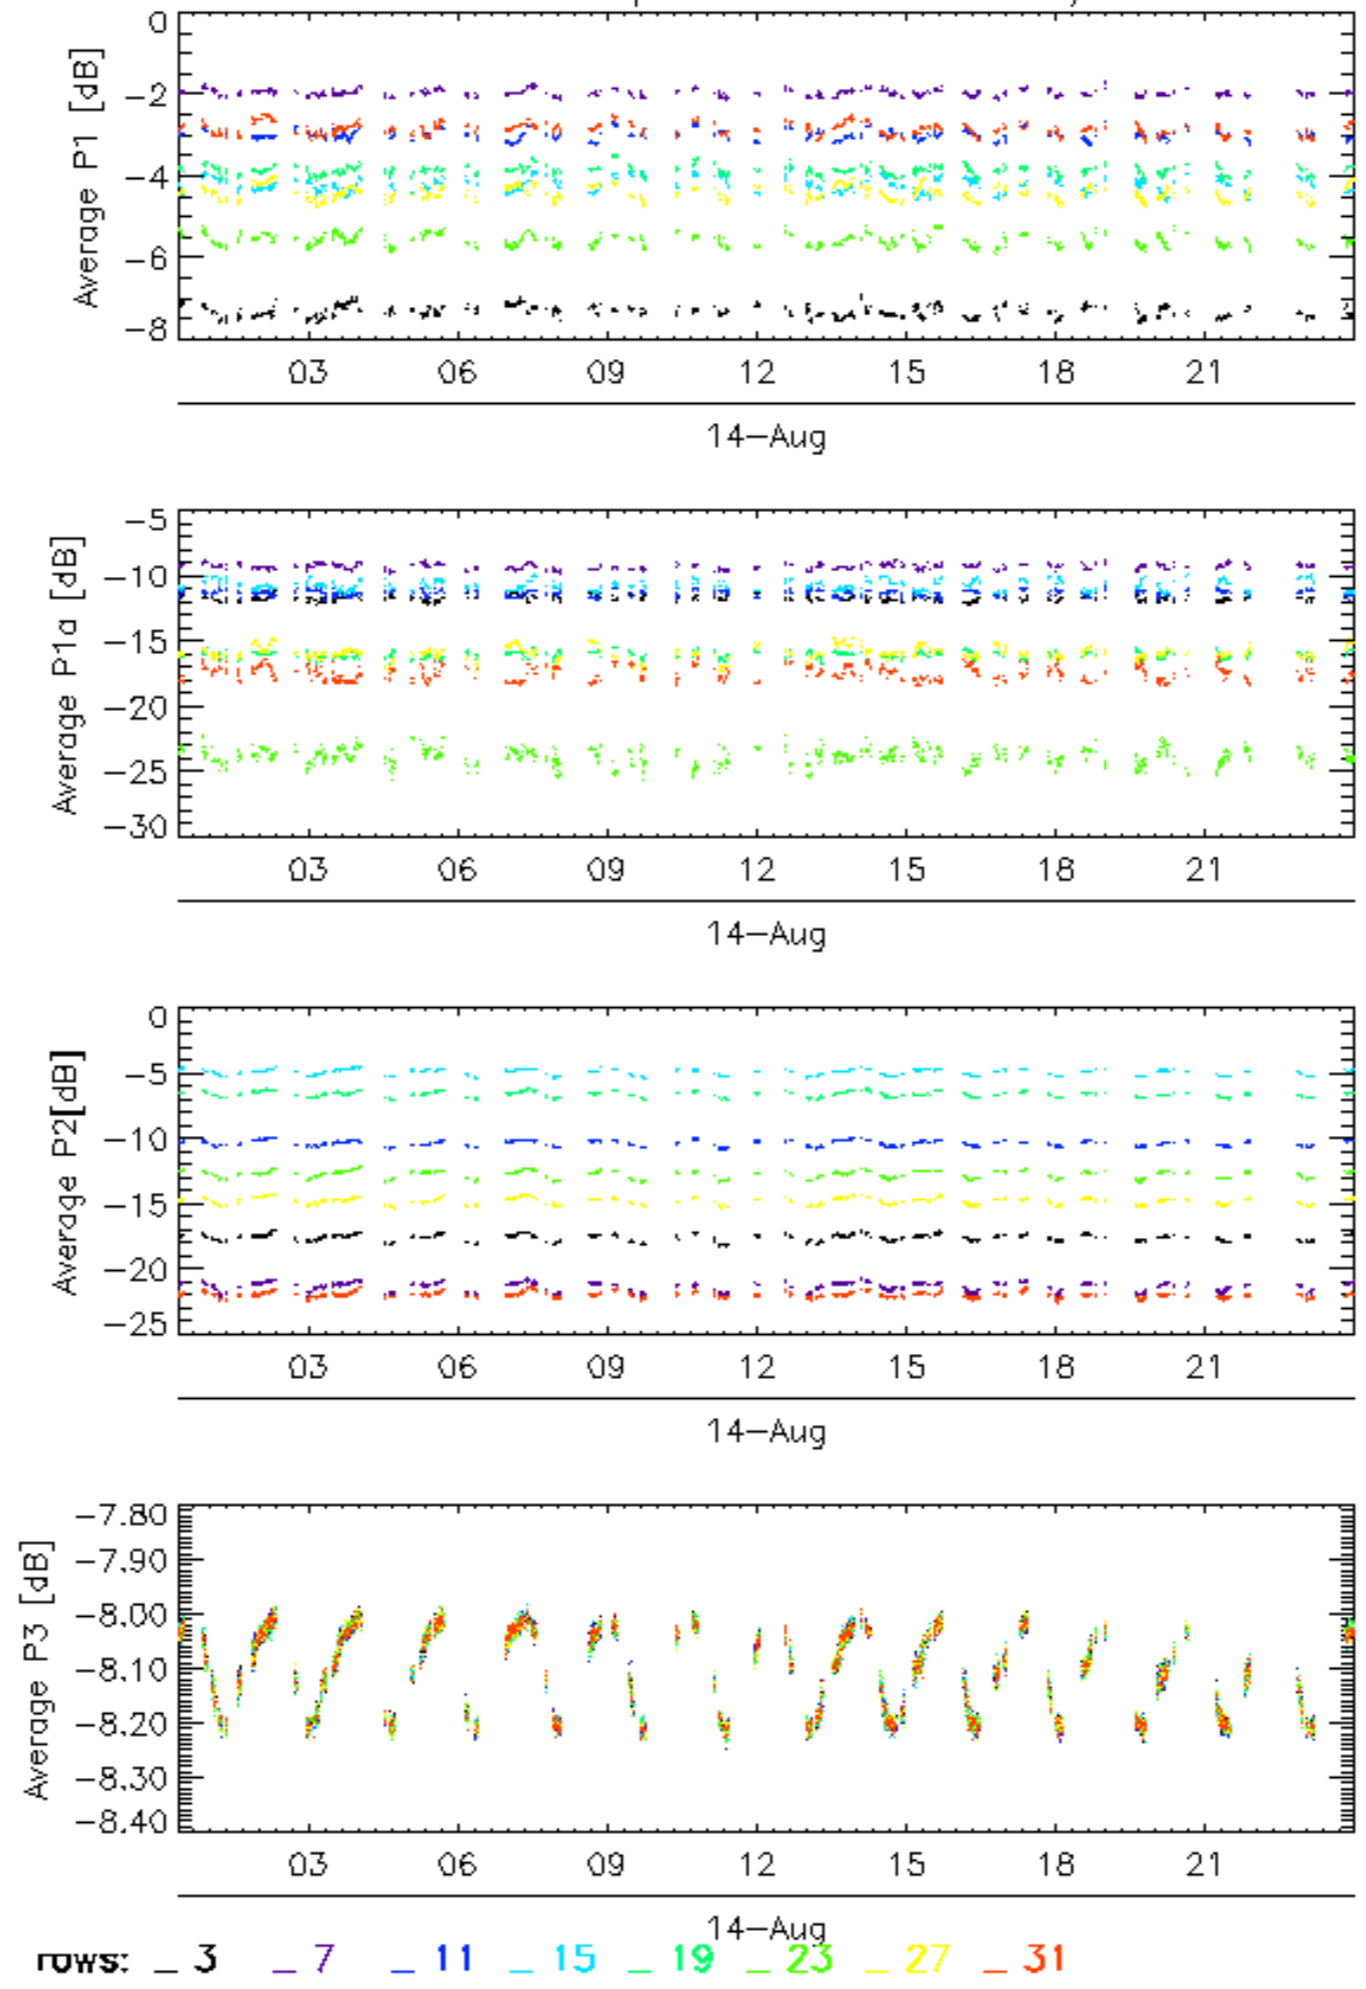 0
-2
-4
-6
-8
Average P1 [dB]
03 06 09 12 15 18 21
14-Aug
-5
-10
-15
-20
-25
-30
Average P1a [dB]
03 06 09 12 15 18 21
14-Aug
0
-5
-10
-15
-20
-25
Average P2[dB]
03 06 09 12 15 18 21
14-Aug
-7.80
-7.90
-8.00
-8.10
-8.20
-8.30
-8.40
Average P3 [dB]
03 06 09 12 15 18 21
14-Aug
rows: _ 3 _ 7 _ 11 _ 15 _ 19 _ 23 _ 27 _ 31